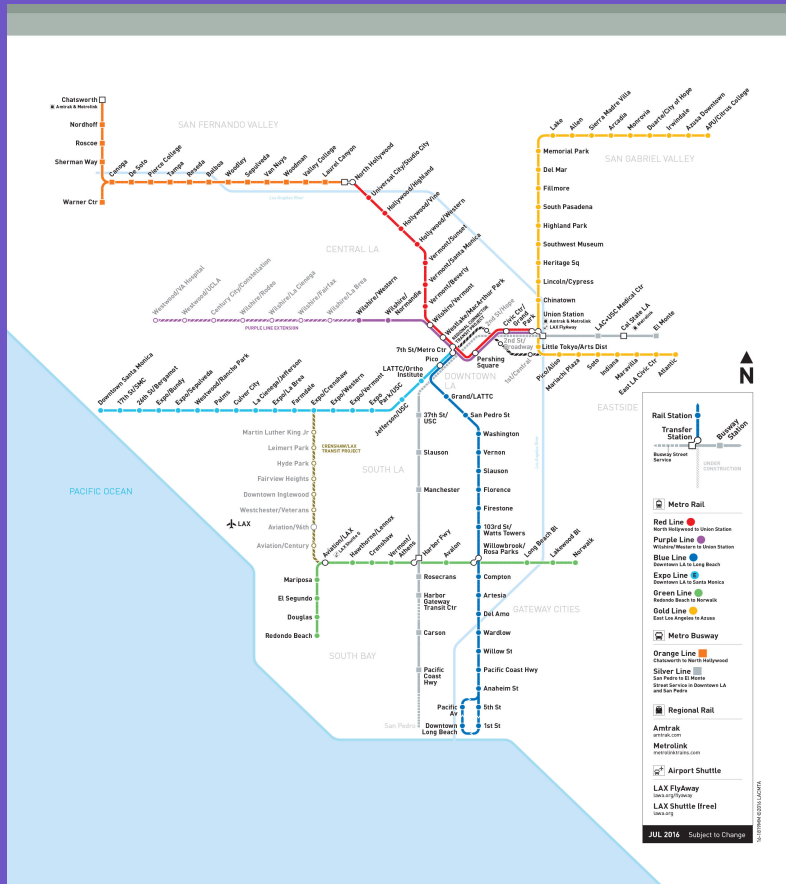 Chatsworth
Amtrak & Metrolink
Nordhoff
Roscoe
Sherman Way
Warner Ctr
SAN FERNANDO VALLEY
Canoga
De Soto
Pierce College
Tampa
Reseda
Balboa
Woodley
Sepulveda
Van Nuys
Woodman
Valley College
Laurel Canyon
North Hollywood
Universal City/Studio City
Hollywood/Highland
Hollywood/Vine
Hollywood/Western
Vermont/Sunset
Vermont/Santa Monica
Vermont/Beverly
Wilshire/Vermont
Westlake/MacArthur Park
Los Angeles River
CENTRAL LA
Lake
Allen
Sierra Madre Villa
Arcadia
Monrovia
Duarte/City of Hope
Irwindale
Azusa Downtown
APU/Citrus College
SAN GABRIEL VALLEY
Memorial Park
Del Mar
Fillmore
South Pasadena
Highland Park
Southwest Museum
Heritage Sq
Lincoln/Cypress
Chinatown
Union Station
Amtrak & Metrolink
LAX FlyAway
LAC+USC Medical Ctr
Cal State LA
Metrolink
El Monte
Westwood/VA Hospital
Westwood/UCLA
Century City/Constellation
Wilshire/Rodeo
Wilshire/La Cienega
Wilshire/Fairfax
Wilshire/La Brea
Wilshire/Western
Wilshire/
Normandie
PURPLE LINE EXTENSION
REGIONAL CONNECTOR
TRANSIT PROJECT
2nd St/Hope
Civic Ctr/
Grand
Park
2nd St/
Broadway
1st/Central
Pershing
Square
7th St/Metro Ctr
Pico
DOWNTOWN
LA
Little Tokyo/Arts Dist
Pico/Aliso
Mariachi Plaza
Soto
Indiana
Maravilla
East LA Civic Ctr
Atlantic
EASTSIDE
LATTC/Ortho
Institute
Downtown Santa Monica
17th St/SMC
26th St/Bergamot
Expo/Bundy
Expo/Sepulveda
Westwood/Rancho Park
Palms
Culver City
La Cienega/Jefferson
Expo/La Brea
Farmdale
Expo/Crenshaw
Expo/Western
Expo/Vermont
Expo
Park/USC
Jefferson/USC
Grand/LATTC
San Pedro St
Washington
Vernon
Slauson
Florence
Firestone
103rd St/
Watts Towers
Willowbrook/
Rosa Parks
Compton
Artesia
Del Amo
Wardlow
Willow St
Pacific Coast Hwy
Anaheim St
5th St
1st St
Pacific
Av
Downtown
Long Beach
37th St/
USC
Slauson
Manchester
Harbor Fwy
Rosecrans
Harbor
Gateway
Transit Ctr
Carson
Pacific
Coast
Hwy
San Pedro
Los Angeles River
SOUTH LA
Martin Luther King Jr
Leimert Park
Hyde Park
Fairview Heights
Downtown Inglewood
Westchester/Veterans
Aviation/96th
Aviation/Century
CRENSHAW/LAX
TRANSIT PROJECT
LAX
PACIFIC OCEAN
Aviation/LAX
LAX Shuttle G
Hawthorne/Lennox
Crenshaw
Vermont/
Athens
Avalon
Long Beach Bl
Lakewood Bl
Norwalk
Mariposa
El Segundo
Douglas
Redondo Beach
SOUTH BAY
GATEWAY CITIES
N
Rail Station
Transfer
Station
Busway
Station
Busway Street
Service
UNDER
CONSTRUCTION
Metro Rail
Red Line
North Hollywood to Union Station
Purple Line
Wilshire/Western to Union Station
Blue Line
Downtown LA to Long Beach
Expo Line
Downtown LA to Santa Monica
Green Line
Redondo Beach to Norwalk
Gold Line
East Los Angeles to Azusa
Metro Busway
Orange Line
Chatsworth to North Hollywood
Silver Line
San Pedro to El Monte
Street Service in Downtown LA
and San Pedro
Regional Rail
Amtrak
amtrak.com
Metrolink
metrolinktrains.com
Airport Shuttle
LAX FlyAway
lawa.org/flyaway
LAX Shuttle (free)
lawa.org
JUL 2016 Subject to Change